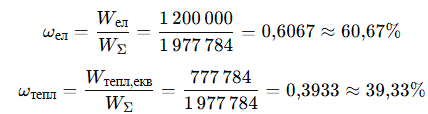 ω_ел = W_ел / W_Σ = 1 200 000 / 1 977 784 = 0,6067 ≈ 60,67%
ω_тепл = W_тепл,екв / W_Σ = 777 784 / 1 977 784 = 0,3933 ≈ 39,33%